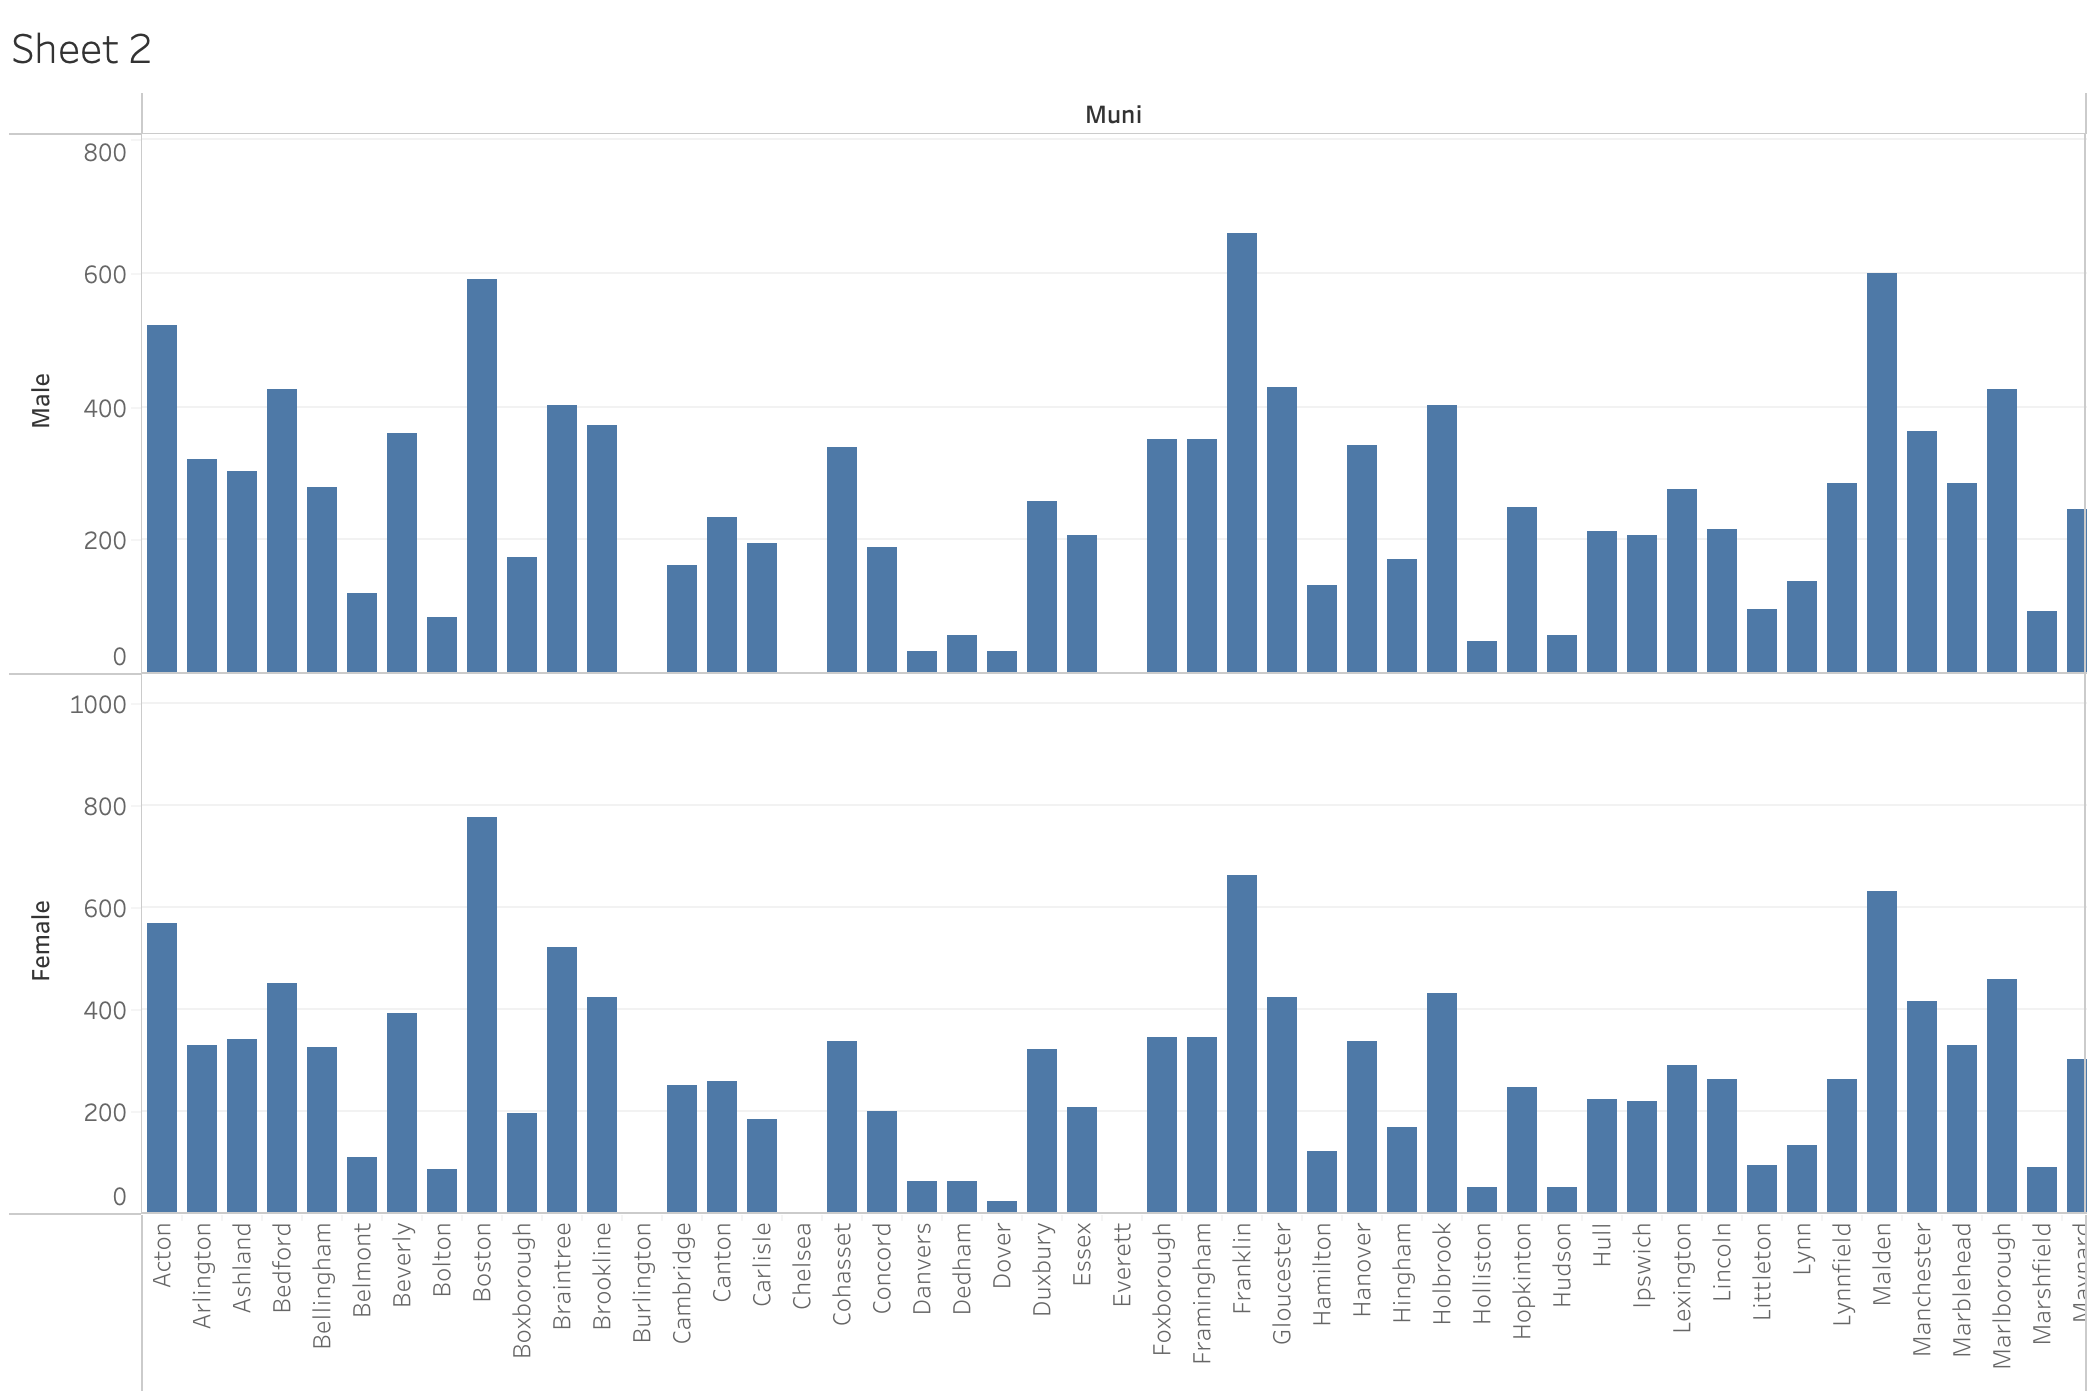 Sheet 2
Muni
800
600
400
200
0
Male
1000
800
600
400
200
0
Female
Acton
Arlington
Ashland
Bedford
Bellingham
Belmont
Beverly
Bolton
Boston
Boxborough
Braintree
Brookline
Burlington
Cambridge
Canton
Carlisle
Chelsea
Cohasset
Concord
Danvers
Dedham
Dover
Duxbury
Essex
Everett
Foxborough
Framingham
Franklin
Gloucester
Hamilton
Hanover
Hingham
Holbrook
Holliston
Hopkinton
Hudson
Hull
Ipswich
Lexington
Lincoln
Littleton
Lynn
Lynnfield
Malden
Manchester
Marblehead
Marlborough
Marshfield
Maynard